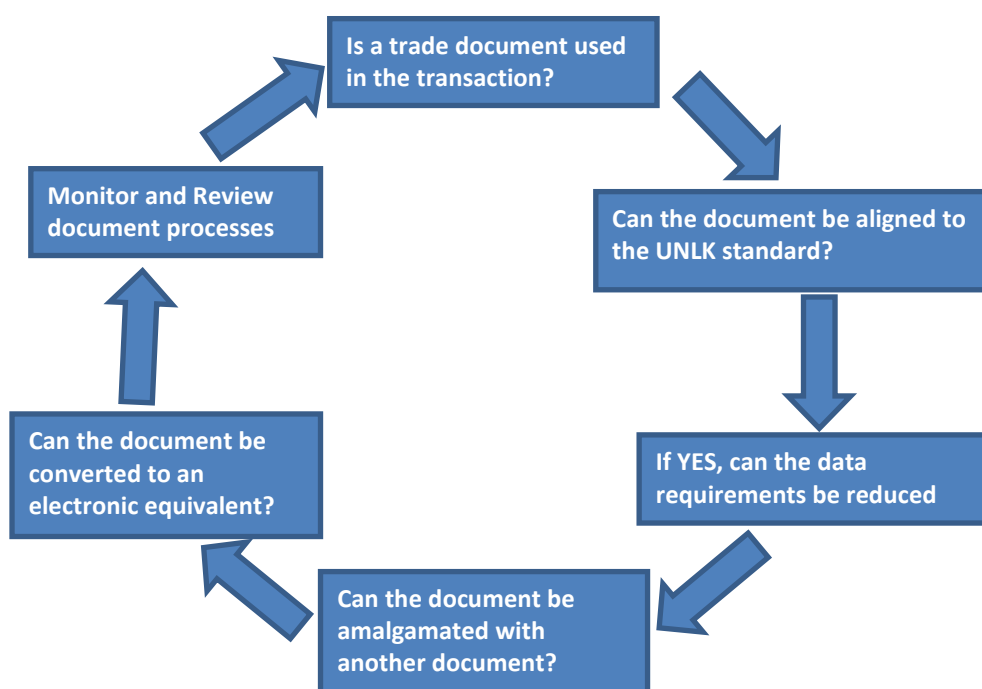 Is a trade document used
in the transaction?
Can the document be aligned to
the UNLK standard?
If YES, can the data
requirements be reduced
Can the document be
amalgamated with
another document?
Can the document be
converted to an
electronic equivalent?
Monitor and Review
document processes